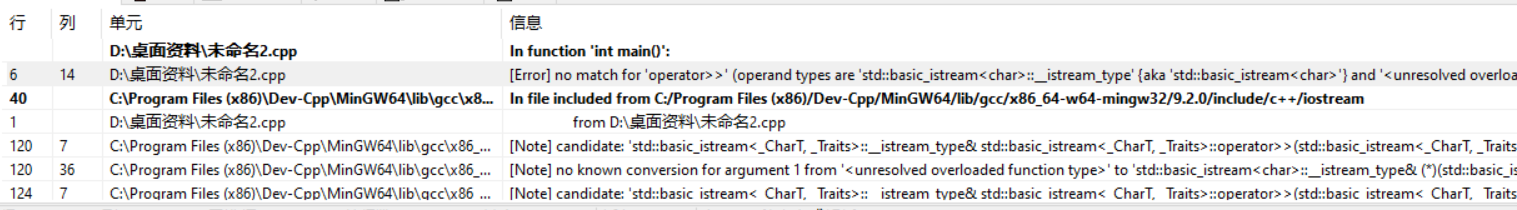 行 列 单元 信息
D:\桌面资料\未命名2.cpp In function 'int main()':
6 14 D:\桌面资料\未命名2.cpp [Error] no match for 'operator>>' (operand types are 'std::basic_istream<char>::__istream_type' {aka 'std::basic_istream<char>'} and '<unresolved overloa
40 C:\Program Files (x86)\Dev-Cpp\MinGW64\lib\gcc\x8... In file included from C:/Program Files (x86)/Dev-Cpp/MinGW64/lib/gcc/x86_64-w64-mingw32/9.2.0/include/c++/iostream
1 D:\桌面资料\未命名2.cpp from D:\桌面资料\未命名2.cpp
120 7 C:\Program Files (x86)\Dev-Cpp\MinGW64\lib\gcc\x86_... [Note] candidate: 'std::basic_istream<_CharT, _Traits>::__istream_type& std::basic_istream<_CharT, _Traits>::operator>>(std::basic_istream<_CharT, _Traits
120 36 C:\Program Files (x86)\Dev-Cpp\MinGW64\lib\gcc\x86_... [Note] no known conversion for argument 1 from '<unresolved overloaded function type>' to 'std::basic_istream<char>::__istream_type& (*)(std::basic_is
124 7 C:\Program Files (x86)\Dev-Cpp\MinGW64\lib\gcc\x86_... [Note] candidate: 'std::basic_istream<_CharT, _Traits>::__istream_type& std::basic_istream<_CharT, _Traits>::operator>>(std::basic_istream<_CharT, _Traits